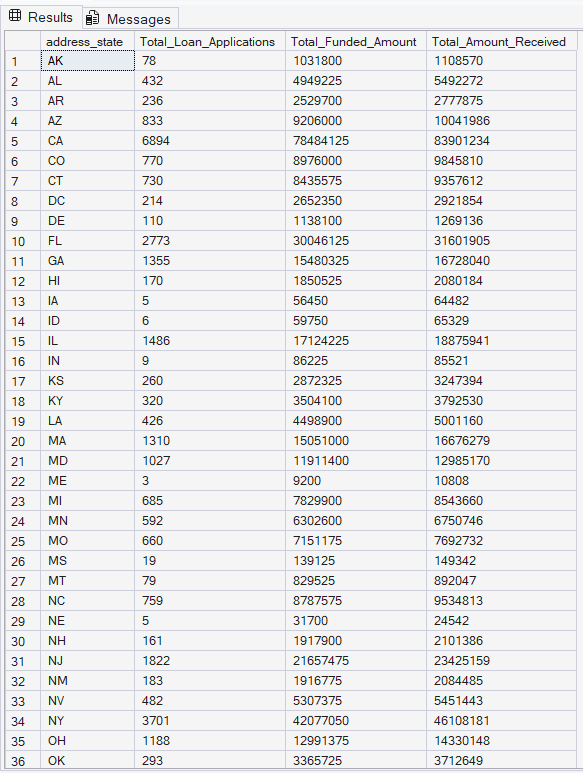 Results Messages
address_state Total_Loan_Applications Total_Funded_Amount Total_Amount_Received
1 AK 78 1031800 1108570
2 AL 432 4949225 5492272
3 AR 236 2529700 2777875
4 AZ 833 9206000 10041986
5 CA 6894 78484125 83901234
6 CO 770 8976000 9845810
7 CT 730 8435575 9357612
8 DC 214 2652350 2921854
9 DE 110 1138100 1269136
10 FL 2773 30046125 31601905
11 GA 1355 15480325 16728040
12 HI 170 1850525 2080184
13 IA 5 56450 64482
14 ID 6 59750 65329
15 IL 1486 17124225 18875941
16 IN 9 86225 85521
17 KS 260 2872325 3247394
18 KY 320 3504100 3792530
19 LA 426 4498900 5001160
20 MA 1310 15051000 16676279
21 MD 1027 11911400 12985170
22 ME 3 9200 10808
23 MI 685 7829900 8543660
24 MN 592 6302600 6750746
25 MO 660 7151175 7692732
26 MS 19 139125 149342
27 MT 79 829525 892047
28 NC 759 8787575 9534813
29 NE 5 31700 24542
30 NH 161 1917900 2101386
31 NJ 1822 21657475 23425159
32 NM 183 1916775 2084485
33 NV 482 5307375 5451443
34 NY 3701 42077050 46108181
35 OH 1188 12991375 14330148
36 OK 293 3365725 3712649